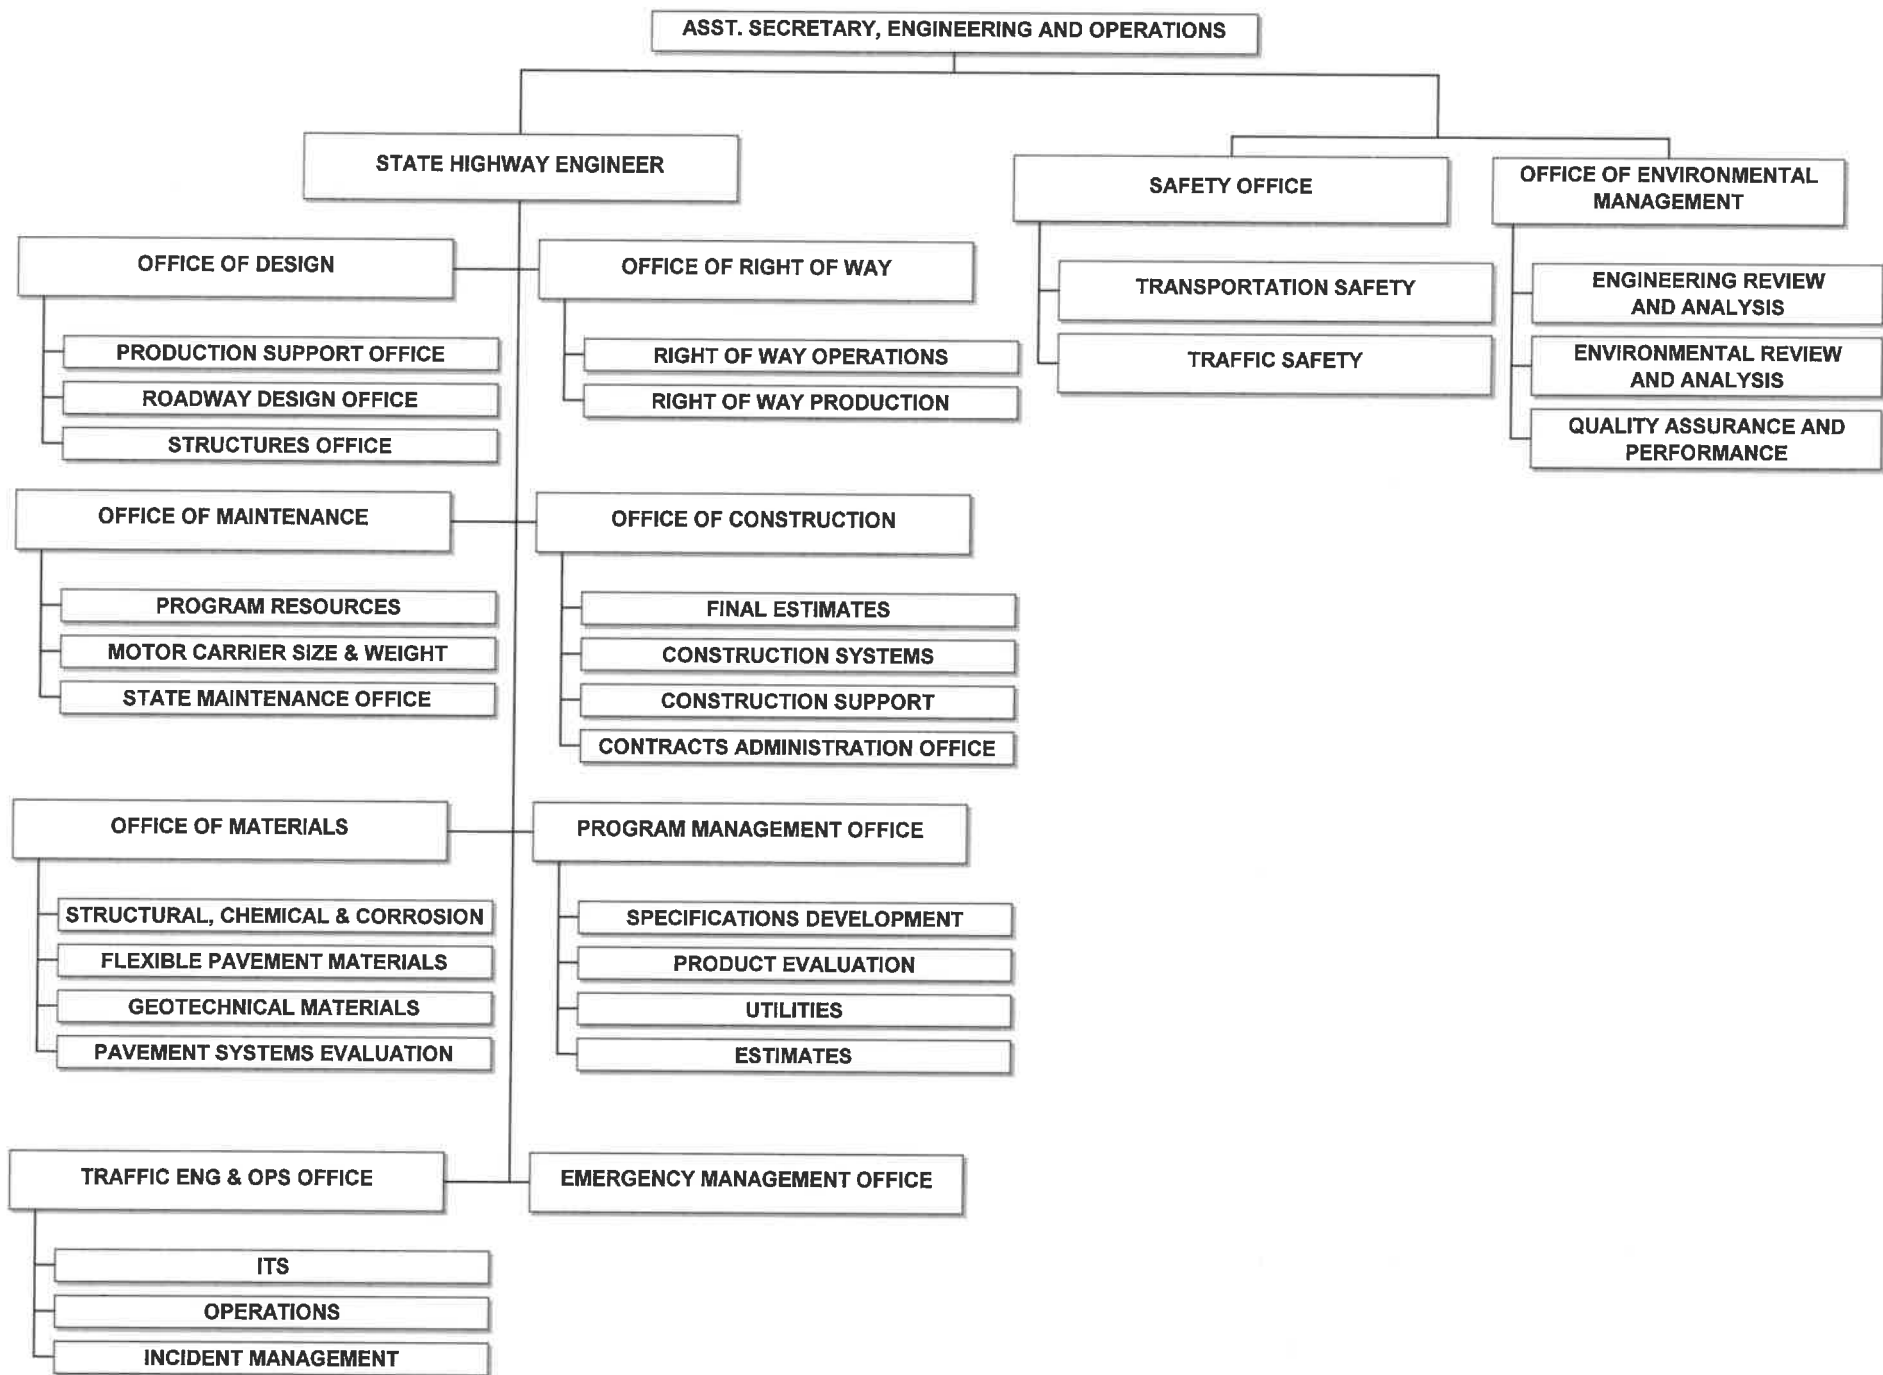 ASST. SECRETARY, ENGINEERING AND OPERATIONS
STATE HIGHWAY ENGINEER
SAFETY OFFICE
OFFICE OF ENVIRONMENTAL
MANAGEMENT
OFFICE OF DESIGN
OFFICE OF RIGHT OF WAY
TRANSPORTATION SAFETY
TRAFFIC SAFETY
ENGINEERING REVIEW
AND ANALYSIS
ENVIRONMENTAL REVIEW
AND ANALYSIS
QUALITY ASSURANCE AND
PERFORMANCE
PRODUCTION SUPPORT OFFICE
ROADWAY DESIGN OFFICE
STRUCTURES OFFICE
RIGHT OF WAY OPERATIONS
RIGHT OF WAY PRODUCTION
OFFICE OF MAINTENANCE
OFFICE OF CONSTRUCTION
PROGRAM RESOURCES
MOTOR CARRIER SIZE & WEIGHT
STATE MAINTENANCE OFFICE
FINAL ESTIMATES
CONSTRUCTION SYSTEMS
CONSTRUCTION SUPPORT
CONTRACTS ADMINISTRATION OFFICE
OFFICE OF MATERIALS
PROGRAM MANAGEMENT OFFICE
STRUCTURAL, CHEMICAL & CORROSION
FLEXIBLE PAVEMENT MATERIALS
GEOTECHNICAL MATERIALS
PAVEMENT SYSTEMS EVALUATION
SPECIFICATIONS DEVELOPMENT
PRODUCT EVALUATION
UTILITIES
ESTIMATES
TRAFFIC ENG & OPS OFFICE
EMERGENCY MANAGEMENT OFFICE
ITS
OPERATIONS
INCIDENT MANAGEMENT